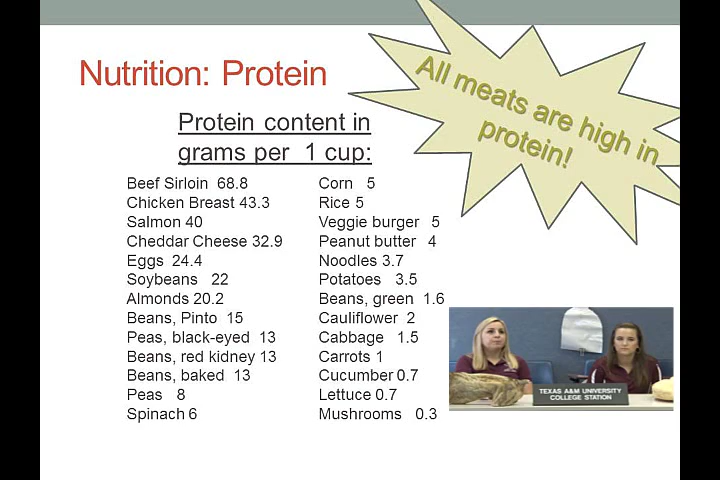 Nutrition: Protein
All meats are high in
protein!
Protein content in
grams per 1 cup:
Beef Sirloin 68.8
Chicken Breast 43.3
Salmon 40
Cheddar Cheese 32.9
Eggs 24.4
Soybeans 22
Almonds 20.2
Beans, Pinto 15
Peas, black-eyed 13
Beans, red kidney 13
Beans, baked 13
Peas 8
Spinach 6
Corn 5
Rice 5
Veggie burger 5
Peanut butter 4
Noodles 3.7
Potatoes 3.5
Beans, green 1.6
Cauliflower 2
Cabbage 1.5
Carrots 1
Cucumber 0.7
Lettuce 0.7
Mushrooms 0.3
TEXAS A&M UNIVERSITY
COLLEGE STATION